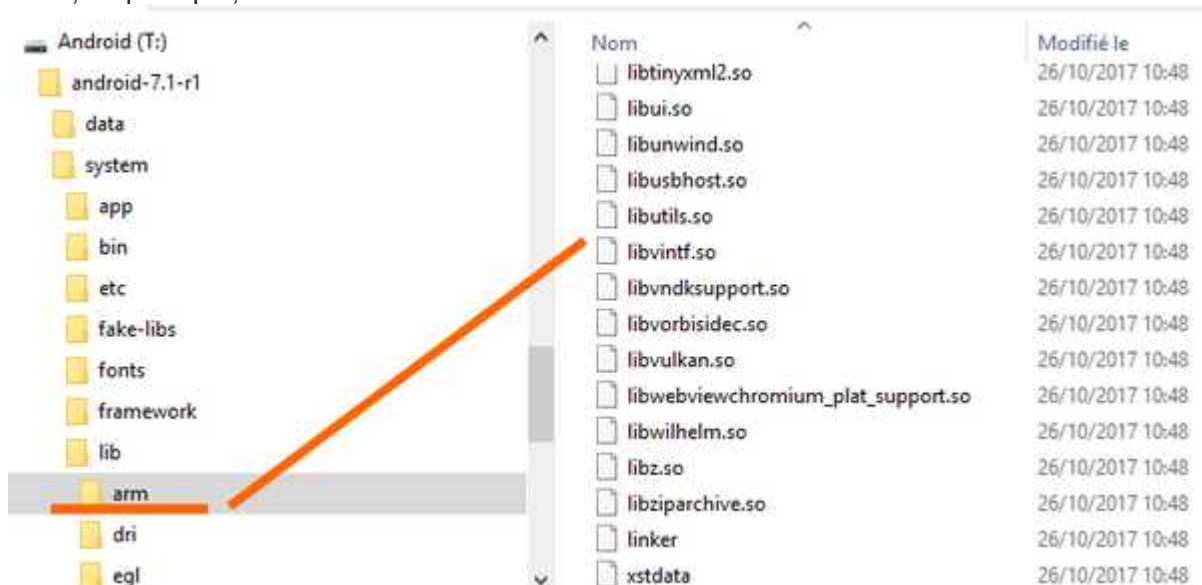 Android (T:)
android-7.1-r1
data
system
app
bin
etc
fake-libs
fonts
framework
lib
arm
dri
egl
Nom Modifié le
libtinyxml2.so 26/10/2017 10:48
libui.so 26/10/2017 10:48
libunwind.so 26/10/2017 10:48
libusbhost.so 26/10/2017 10:48
libutils.so 26/10/2017 10:48
libvintf.so 26/10/2017 10:48
libvndksupport.so 26/10/2017 10:48
libvorbisidec.so 26/10/2017 10:48
libvulkan.so 26/10/2017 10:48
libwebviewchromium_plat_support.so 26/10/2017 10:48
libwilhelm.so 26/10/2017 10:48
libz.so 26/10/2017 10:48
libziparchive.so 26/10/2017 10:48
linker 26/10/2017 10:48
xstdata 26/10/2017 10:48